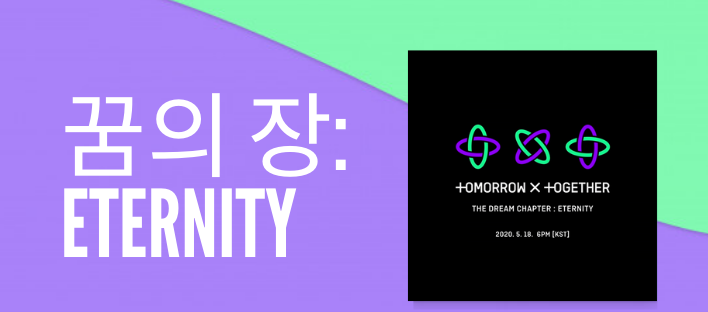 꿈의 장:
ETERNITY
TOMORROW X TOGETHER
THE DREAM CHAPTER : ETERNITY
2020. 5. 18. 6PM [KST]